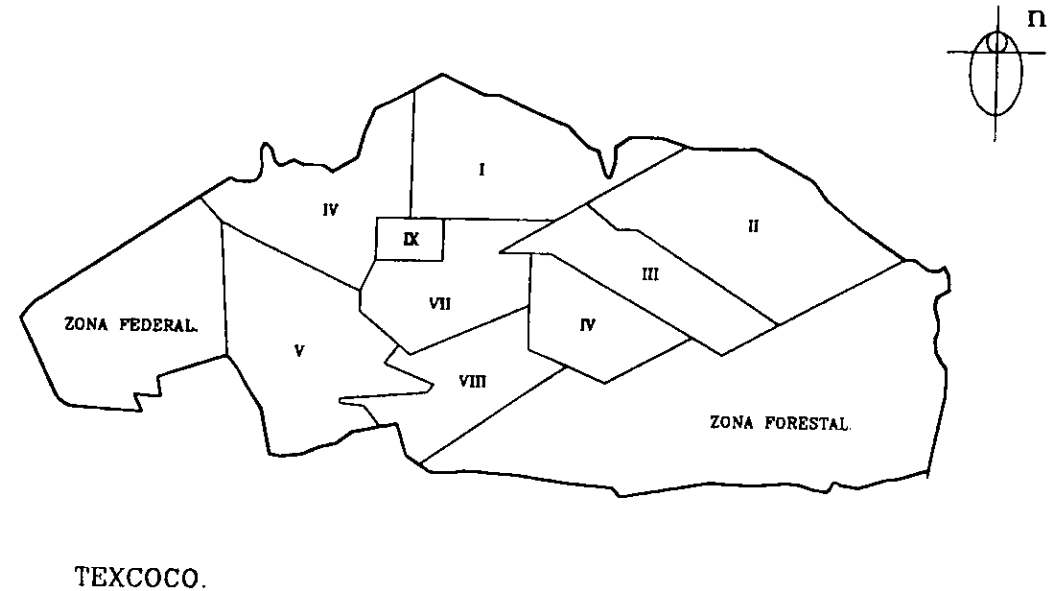 n
I
IV
II
IX
III
VII
ZONA FEDERAL.
IV
V
VIII
ZONA FORESTAL.
TEXCOCO.